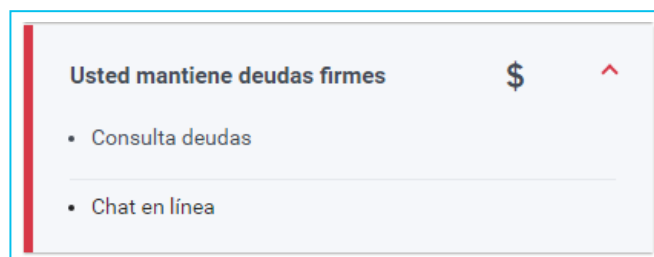 Usted mantiene deudas firmes $
• Consulta deudas
• Chat en línea